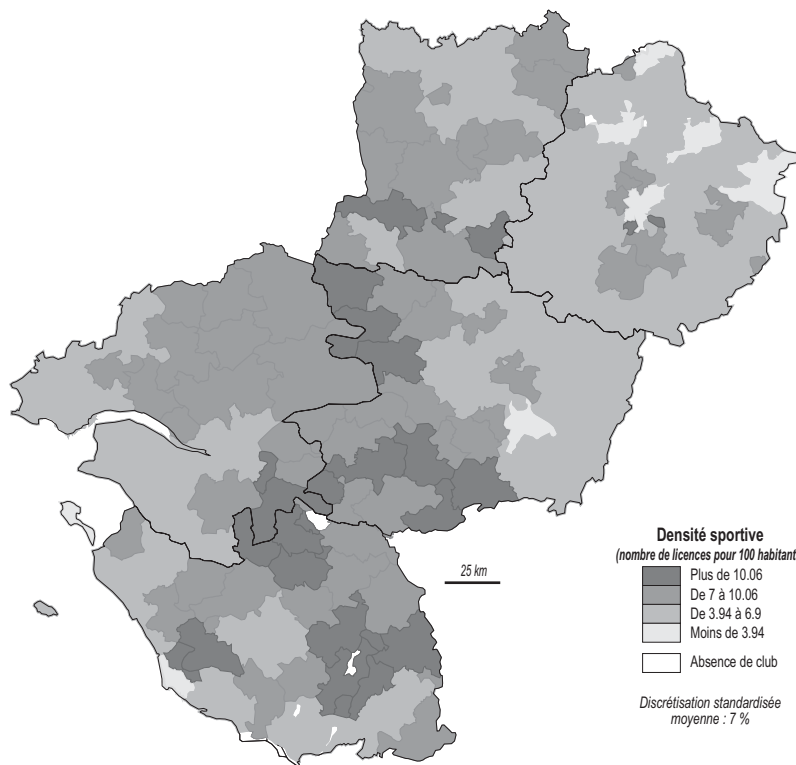 25 km
Densité sportive
(nombre de licences pour 100 habitant
Plus de 10.06
De 7 à 10.06
De 3.94 à 6.9
Moins de 3.94
Absence de club
Discrétisation standardisée
moyenne : 7 %